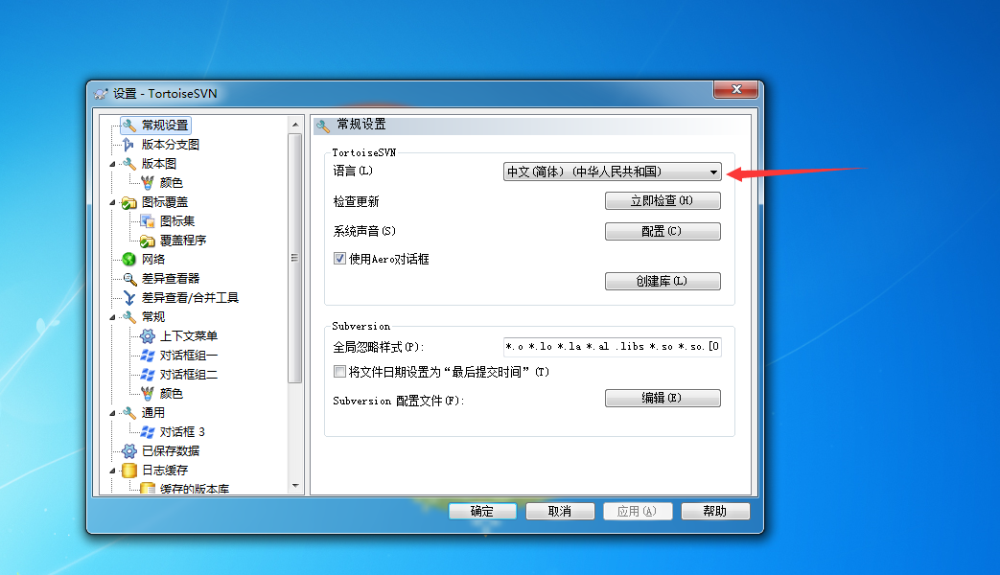 设置 - TortoiseSVN
常规设置
版本分支图
版本图
颜色
图标覆盖
图标集
覆盖程序
网络
差异查看器
差异查看/合并工具
常规
上下文菜单
对话框组一
对话框组二
颜色
通用
对话框 3
已保存数据
日志缓存
缓存的版本库
常规设置
TortoiseSVN
语言(L)
中文(简体) (中华人民共和国)
检查更新
立即检查(H)
系统声音(S)
配置(C)
使用Aero对话框
创建库(L)
Subversion
全局忽略样式(P):
*.o *.lo *.la *.al .libs *.so *.so.[0
将文件日期设置为“最后提交时间”(T)
Subversion 配置文件(F):
编辑(E)
确定
取消
应用(A)
帮助